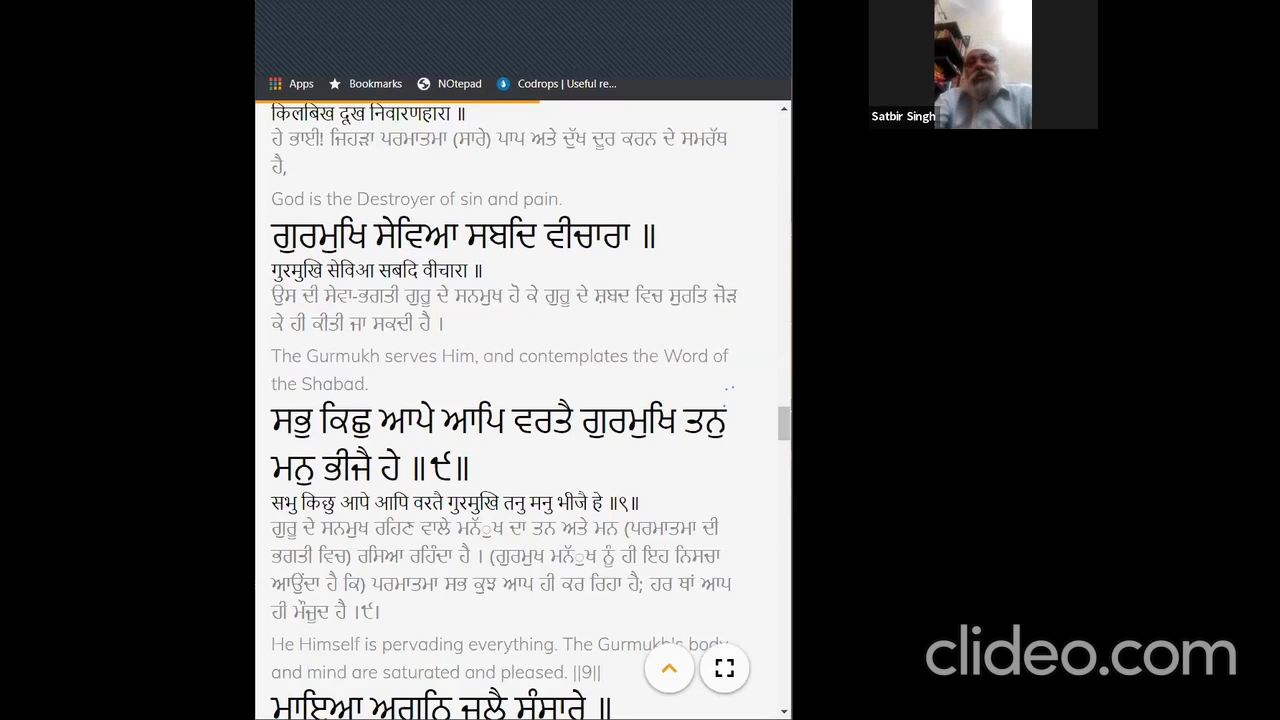 Apps Bookmarks NOtepad Codrops | Useful re...
किलबिख दूख निवारणहारा ॥
ਹੇ ਭਾਈ! ਜਿਹੜਾ ਪਰਮਾਤਮਾ (ਸਾਰੇ) ਪਾਪ ਅਤੇ ਦੁੱਖ ਦੂਰ ਕਰਨ ਦੇ ਸਮਰੱਥ
ਹੈ,
God is the Destroyer of sin and pain.
ਗੁਰਮੁਖਿ ਸੇਵਿਆ ਸਬਦਿ ਵੀਚਾਰਾ ॥
गुरमुखि सेविआ सबदि वीचारा ॥
ਉਸ ਦੀ ਸੇਵਾ-ਭਗਤੀ ਗੁਰੂ ਦੇ ਸਨਮੁਖ ਹੋ ਕੇ ਗੁਰੂ ਦੇ ਸ਼ਬਦ ਵਿਚ ਸੁਰਤਿ ਜੋੜ
ਕੇ ਹੀ ਕੀਤੀ ਜਾ ਸਕਦੀ ਹੈ ।
The Gurmukh serves Him, and contemplates the Word of
the Shabad.
ਸਭੁ ਕਿਛੁ ਆਪੇ ਆਪਿ ਵਰਤੈ ਗੁਰਮੁਖਿ ਤਨੁ
ਮਨੁ ਭੀਜੈ ਹੇ ॥੯॥
सभु किछु आपे आपि वरतै गुरमुखि तनु मनु भीजै हे ॥९॥
ਗੁਰੂ ਦੇ ਸਨਮੁਖ ਰਹਿਣ ਵਾਲੇ ਮਨੱੁਖ ਦਾ ਤਨ ਅਤੇ ਮਨ (ਪਰਮਾਤਮਾ ਦੀ
ਭਗਤੀ ਵਿਚ) ਰਸਿਆ ਰਹਿੰਦਾ ਹੈ । (ਗੁਰਮੁਖ ਮਨੱੁਖ ਨੂੰ ਹੀ ਇਹ ਨਿਸਚਾ
ਆਉਂਦਾ ਹੈ ਕਿ) ਪਰਮਾਤਮਾ ਸਭ ਕੁਝ ਆਪ ਹੀ ਕਰ ਰਿਹਾ ਹੈ; ਹਰ ਥਾਂ ਆਪ
ਹੀ ਮੌਜੂਦ ਹੈ ।੯।
He Himself is pervading everything. The Gurmukh's body
and mind are saturated and pleased. ||9||
ਮਾਇਆ ਅਗਨਿ ਜਲੈ ਸੰਸਾਰੇ ॥
Satbir Singh
clideo.com